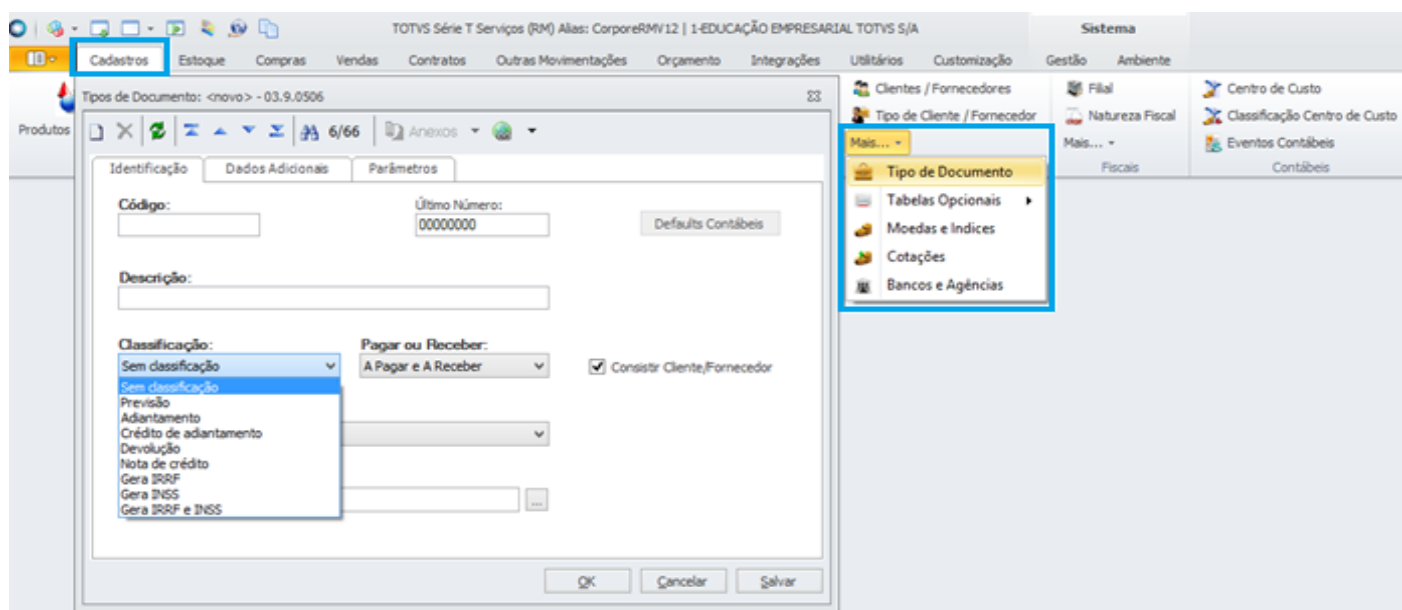 TOTVS Série T Serviços (RM) Alias: CorporeRMV12 | 1-EDUCAÇÃO EMPRESARIAL TOTVS S/A
Sistema
Cadastros Estoque Compras Vendas Contratos Outras Movimentações Orçamento Integrações Utilitários Customização Gestão Ambiente
Produtos
Tipos de Documento: <novo> - 03.9.0506
6/66 Anexos
Identificação Dados Adicionais Parâmetros
Código: Último Número:
00000000 Defaults Contábeis
Descrição:
Classificação: Pagar ou Receber:
Sem classificação A Pagar e A Receber Consistir Cliente/Fornecedor
Sem classificação
Previsão
Adiantamento
Crédito de adiantamento
Devolução
Nota de crédito
Gera IRRF
Gera INSS
Gera IRRF e INSS
...
OK Cancelar Salvar
Clientes / Fornecedores Filial Centro de Custo
Tipo de Cliente / Fornecedor Natureza Fiscal Classificação Centro de Custo
Mais... Mais... Eventos Contábeis
Fiscais Contábeis
Tipo de Documento
Tabelas Opcionais
Moedas e Indices
Cotações
Bancos e Agências